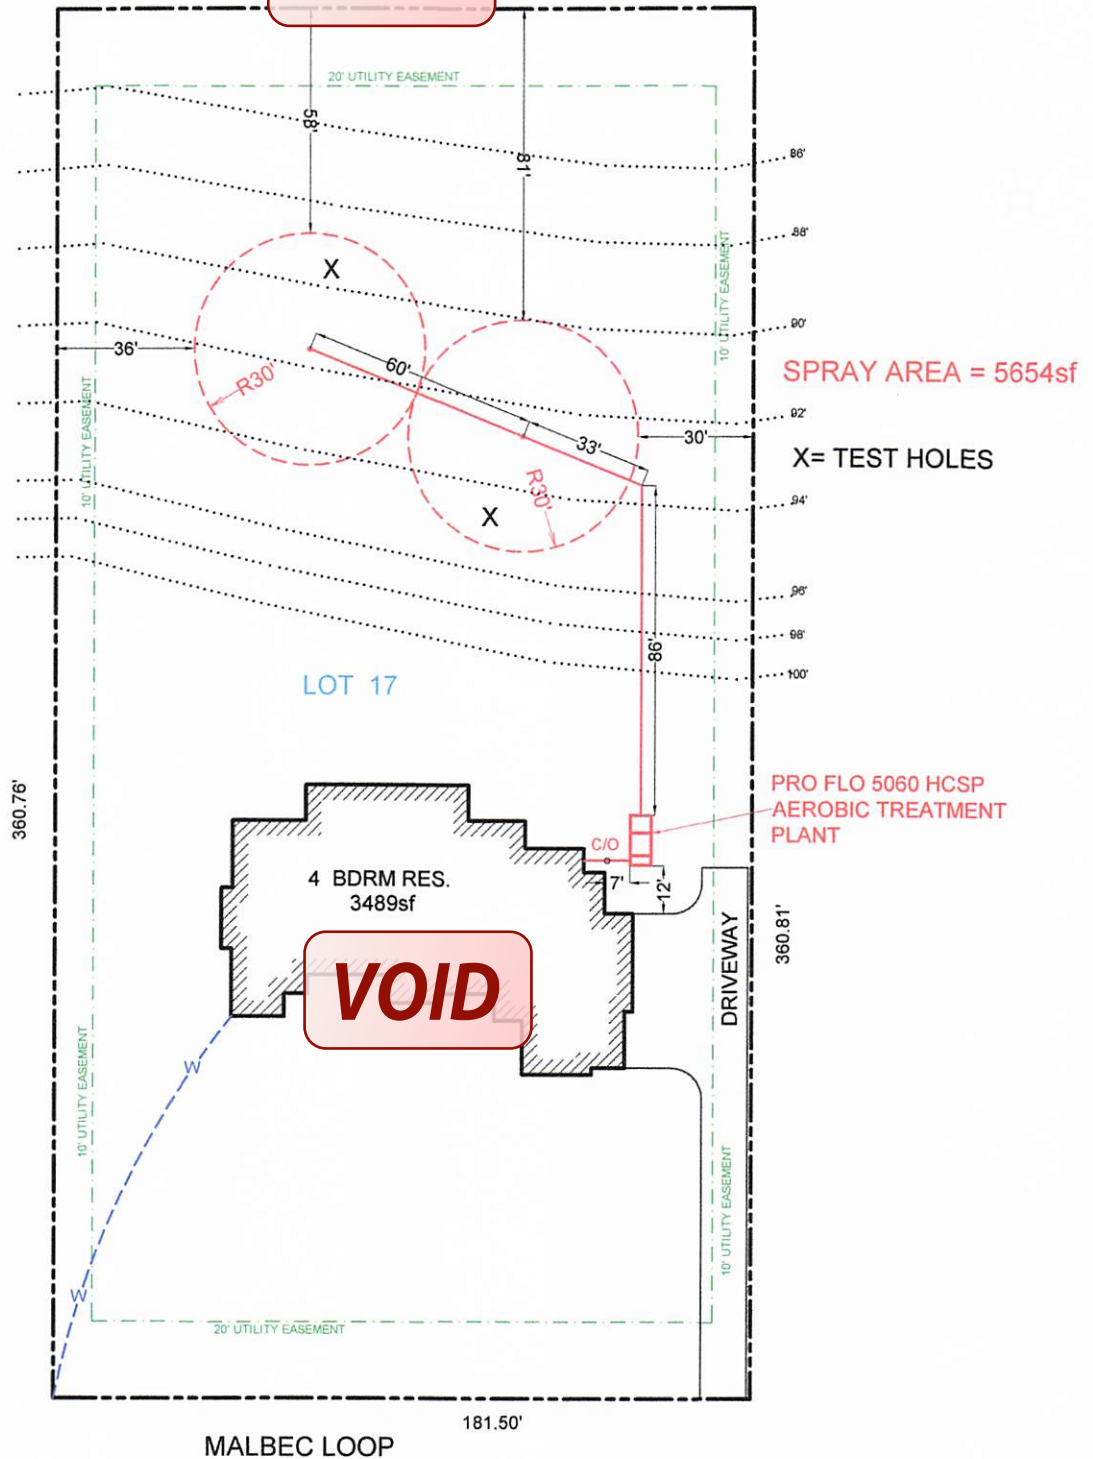 20' UTILITY EASEMENT
58'
81'
86'
88'
90'
92'
94'
96'
98'
100'
10' UTILITY EASEMENT
10' UTILITY EASEMENT
X
36'
60'
R30'
33'
30'
R30'
X
SPRAY AREA = 5654sf
X= TEST HOLES
86'
LOT 17
360.76'
PRO FLO 5060 HCSP
AEROBIC TREATMENT
PLANT
C/O
7'
12'
4 BDRM RES.
3489sf
VOID
DRIVEWAY
360.81'
W
W
10' UTILITY EASEMENT
10' UTILITY EASEMENT
20' UTILITY EASEMENT
181.50'
MALBEC LOOP